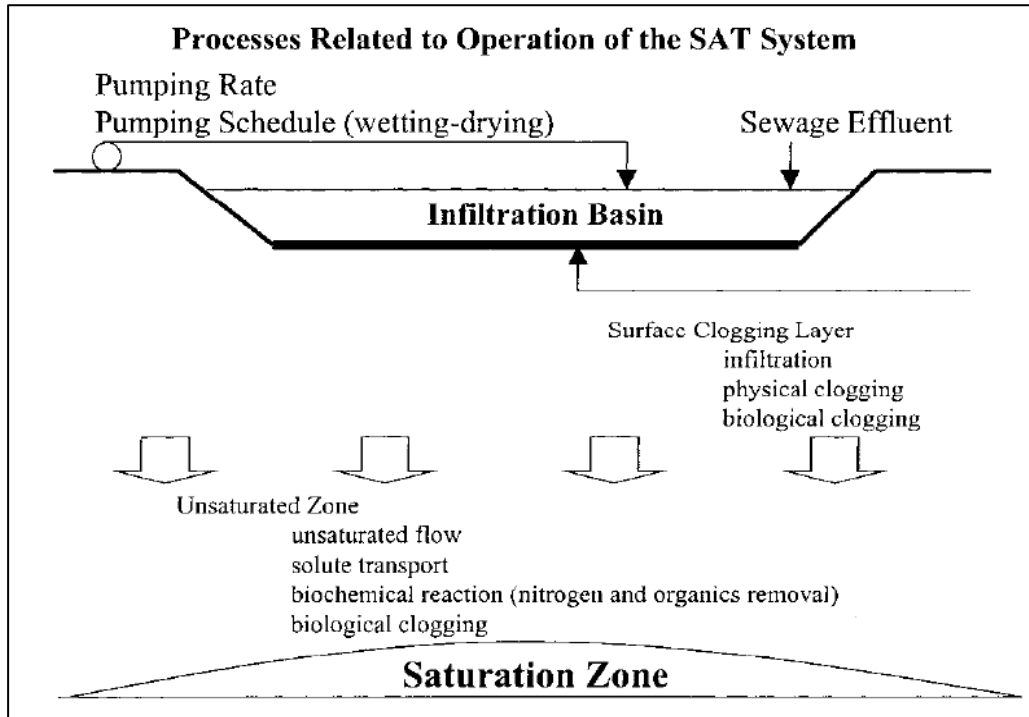 Processes Related to Operation of the SAT System
Pumping Rate
Pumping Schedule (wetting-drying)
Sewage Effluent
Infiltration Basin
Surface Clogging Layer
infiltration
physical clogging
biological clogging
Unsaturated Zone
unsaturated flow
solute transport
biochemical reaction (nitrogen and organics removal)
biological clogging
Saturation Zone